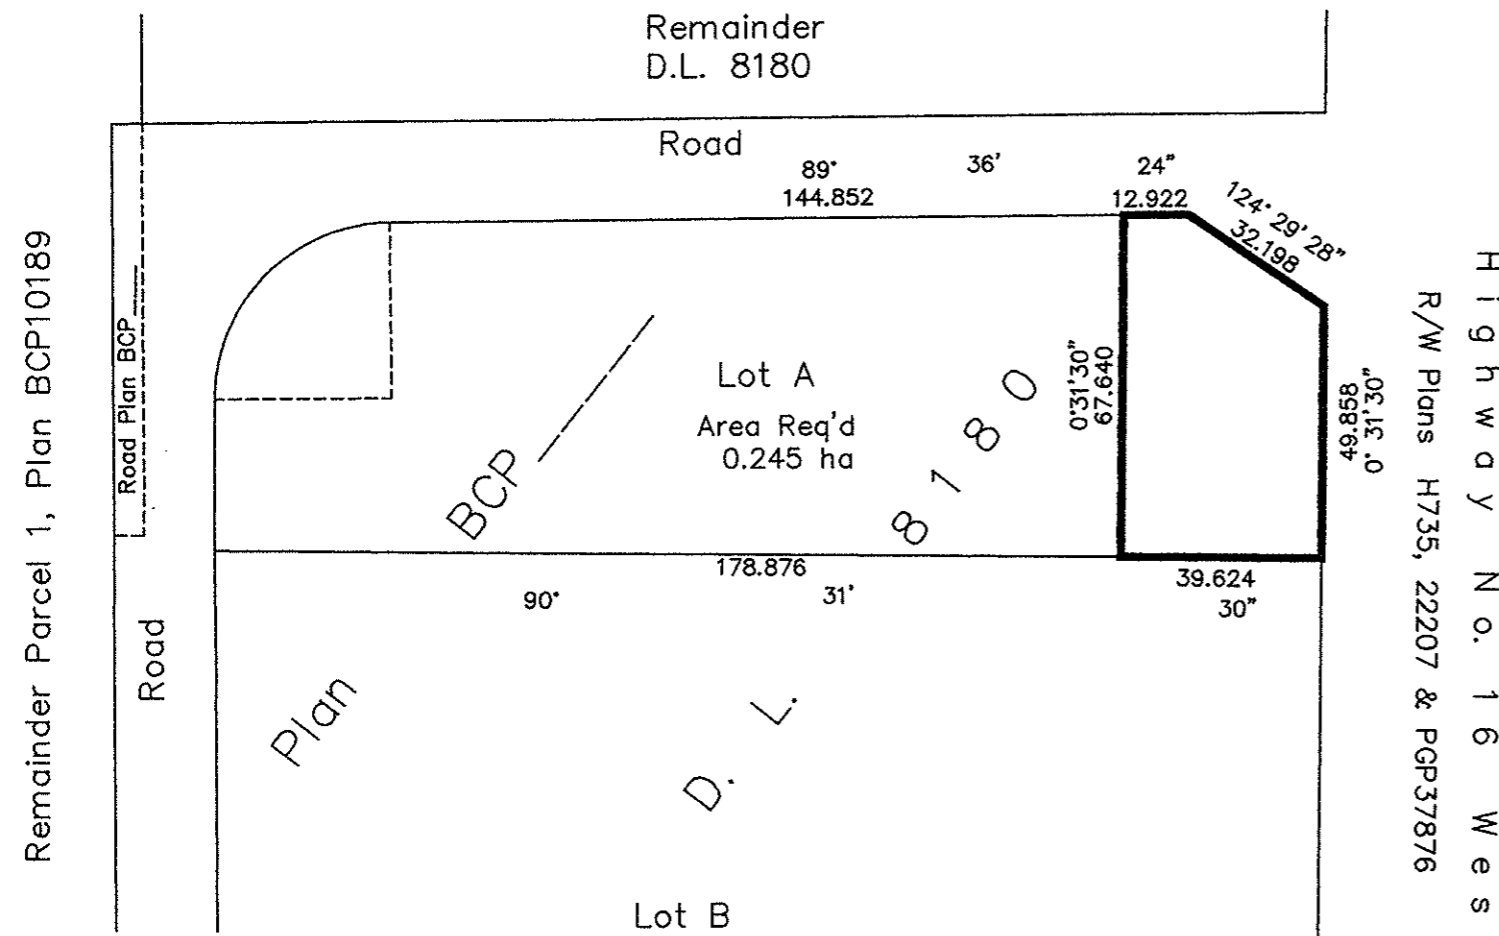 Remainder
D.L. 8180
Road
89° 36' 24"
144.852
12.922
124° 29' 28"
32.198
Remainder Parcel 1, Plan BCP10189
Road Plan BCP___
Lot A
Area Req'd
0.245 ha
0°31'30"
67.640
49.858
0° 31'30"
R/W Plans H735, 22207 & PGP37876
Highway No. 16 Wes
178.876
39.624
90° 31' 30"
Road
Plan BCP
D. L. 8180
Lot B